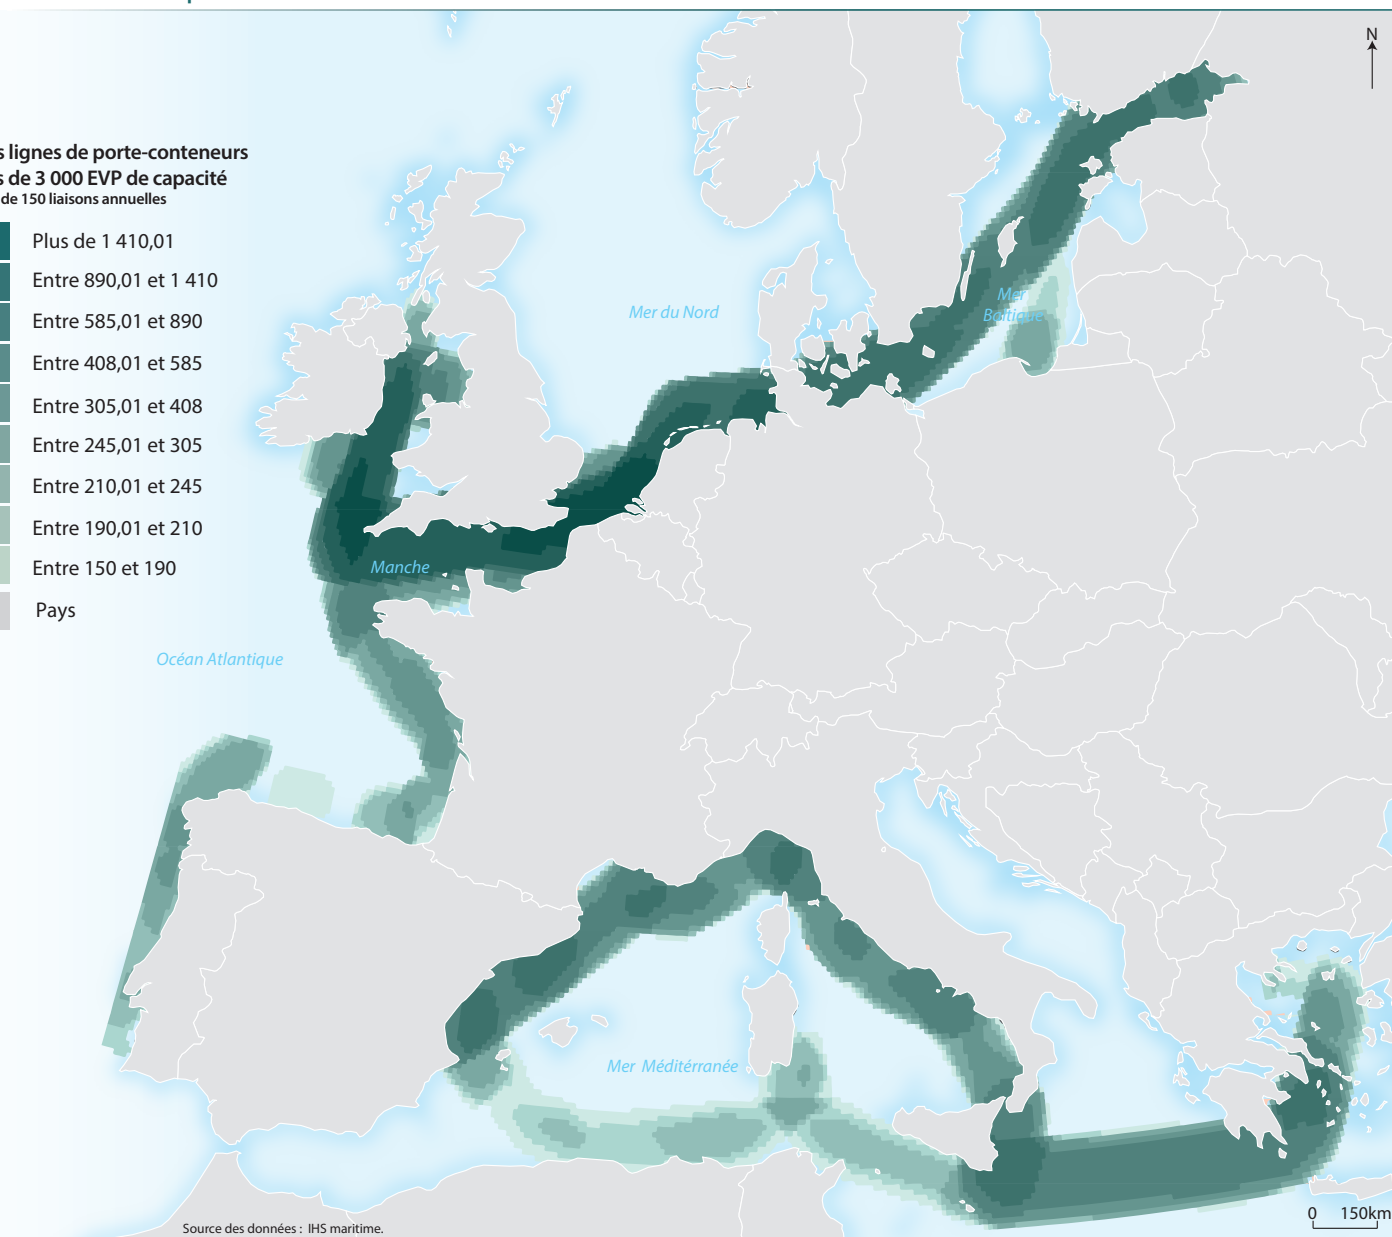 s lignes de porte-conteneurs
s de 3 000 EVP de capacité
de 150 liaisons annuelles
Plus de 1 410,01
Entre 890,01 et 1 410
Entre 585,01 et 890
Entre 408,01 et 585
Entre 305,01 et 408
Entre 245,01 et 305
Entre 210,01 et 245
Entre 190,01 et 210
Entre 150 et 190
Pays
N
Mer du Nord
Mer
Baltique
Manche
Océan Atlantique
Mer Méditérranée
0 150km
Source des données : IHS maritime.